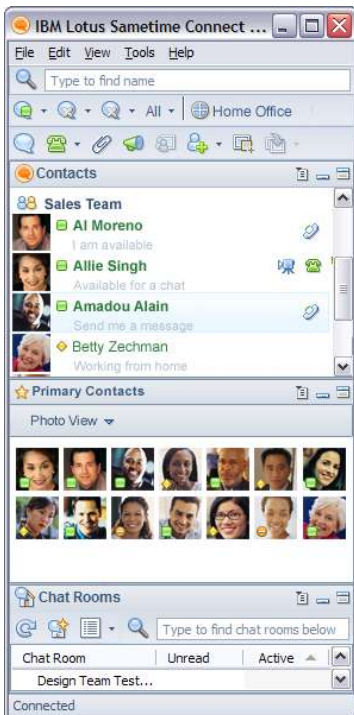 IBM Lotus Sametime Connect ...
File Edit View Tools Help
Type to find name
All Home Office
Contacts
Sales Team
Al Moreno
I am available
Allie Singh
Available for a chat
Amadou Alain
Send me a message
Betty Zechman
Working from home
Primary Contacts
Photo View
Chat Rooms
Type to find chat rooms below
Chat Room Unread Active
Design Team Test...
Connected